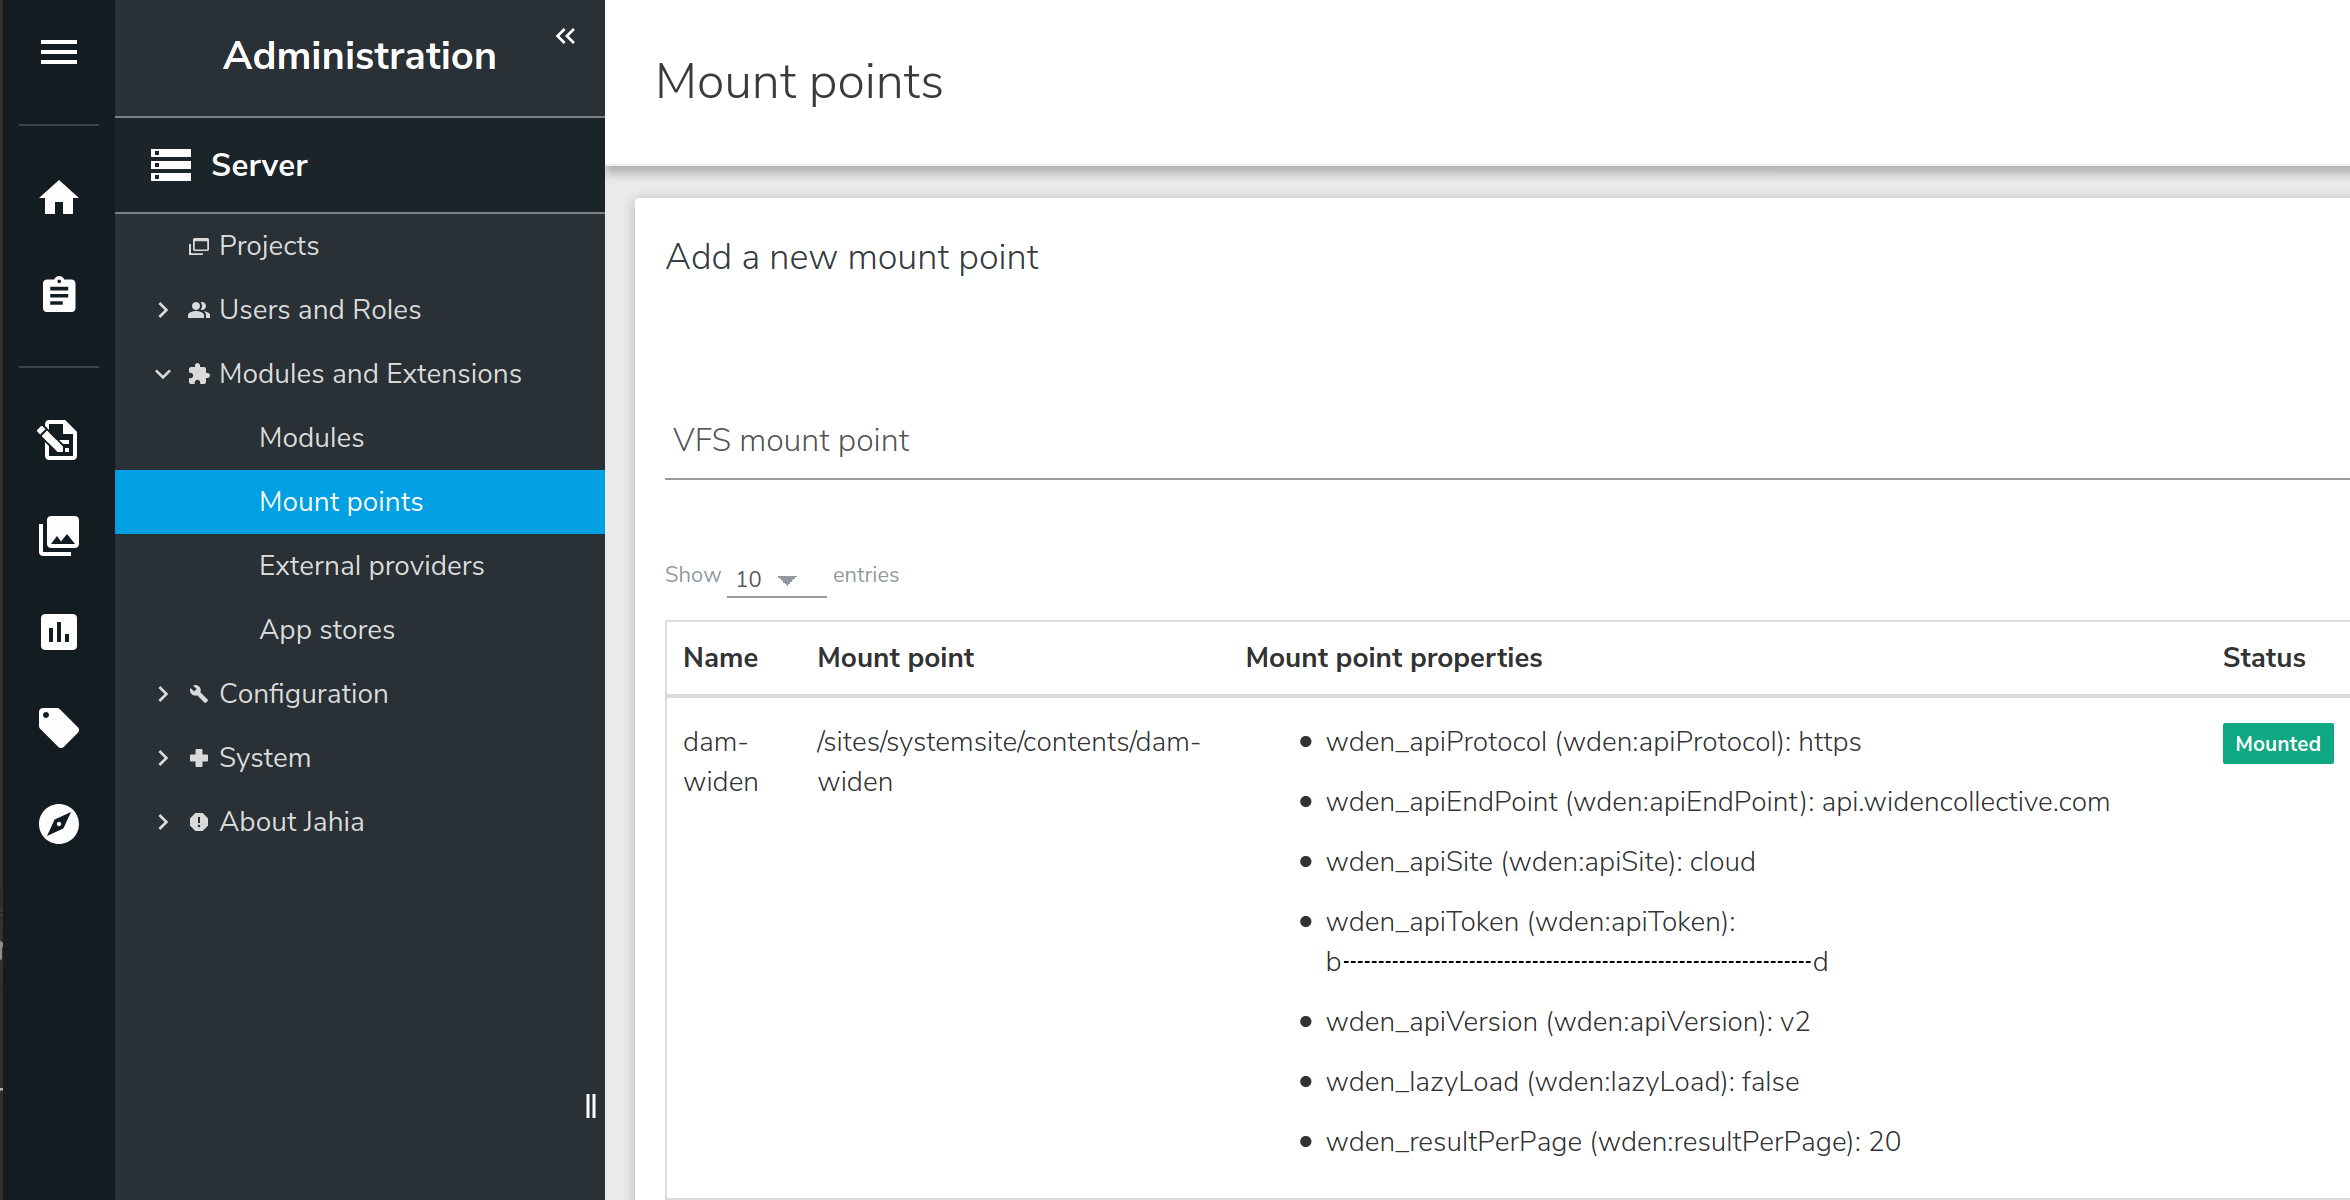 Administration
Server
Projects
Users and Roles
Modules and Extensions
Modules
Mount points
External providers
App stores
Configuration
System
About Jahia
Mount points
Add a new mount point
VFS mount point
Show 10 entries
Name Mount point Mount point properties Status
dam- /sites/systemsite/contents/dam- wden_apiProtocol (wden:apiProtocol): https Mounted
widen widen
wden_apiEndPoint (wden:apiEndPoint): api.widencollective.com
wden_apiSite (wden:apiSite): cloud
wden_apiToken (wden:apiToken):
b------------------------------------------------------------------d
wden_apiVersion (wden:apiVersion): v2
wden_lazyLoad (wden:lazyLoad): false
wden_resultPerPage (wden:resultPerPage): 20